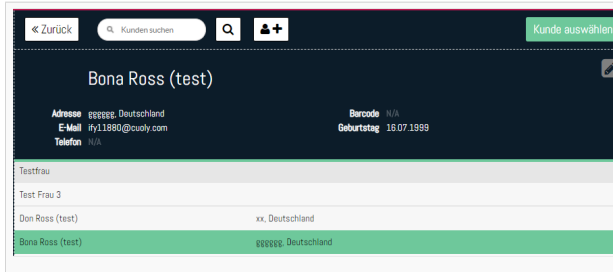 « Zurück Kunden suchen Kunde auswählen
Bona Ross (test)
Adresse gggggg, Deutschland Barcode N/A
E-Mail ify11880@cuoly.com Geburtstag 16.07.1999
Telefon N/A
Testfrau
Test Frau 3
Don Ross (test) xx, Deutschland
Bona Ross (test) gggggg, Deutschland